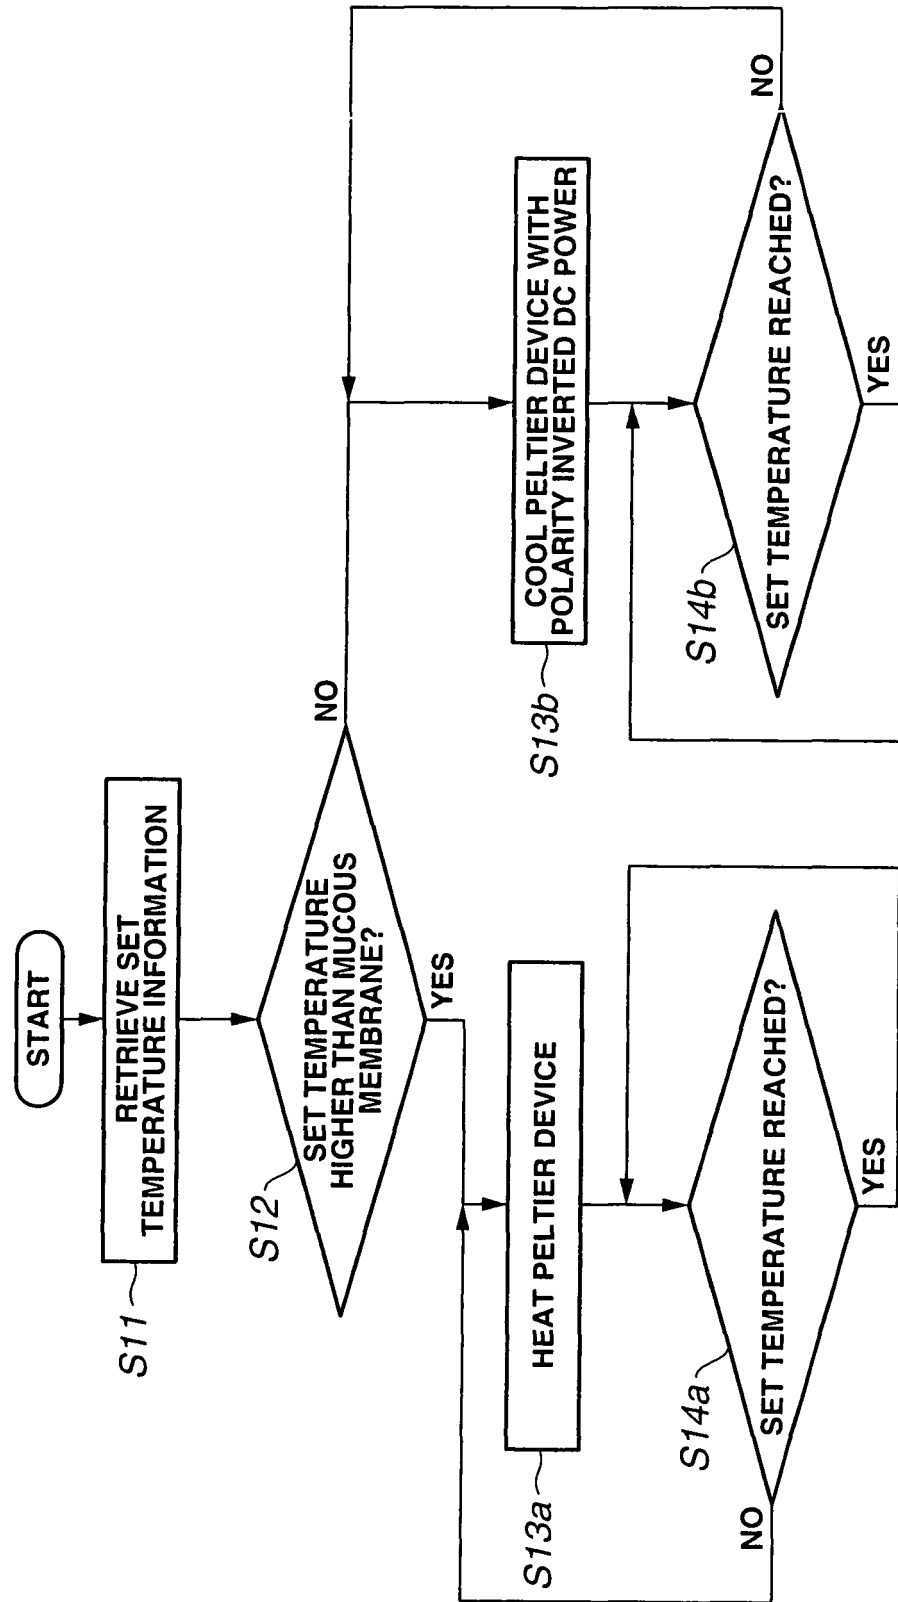 START
RETRIEVE SET
TEMPERATURE INFORMATION
S11
SET TEMPERATURE
HIGHER THAN MUCOUS
MEMBRANE?
S12
YES
NO
HEAT PELTIER DEVICE
S13a
COOL PELTIER DEVICE WITH
POLARITY INVERTED DC POWER
S13b
SET TEMPERATURE REACHED?
S14a
NO
YES
SET TEMPERATURE REACHED?
S14b
NO
YES